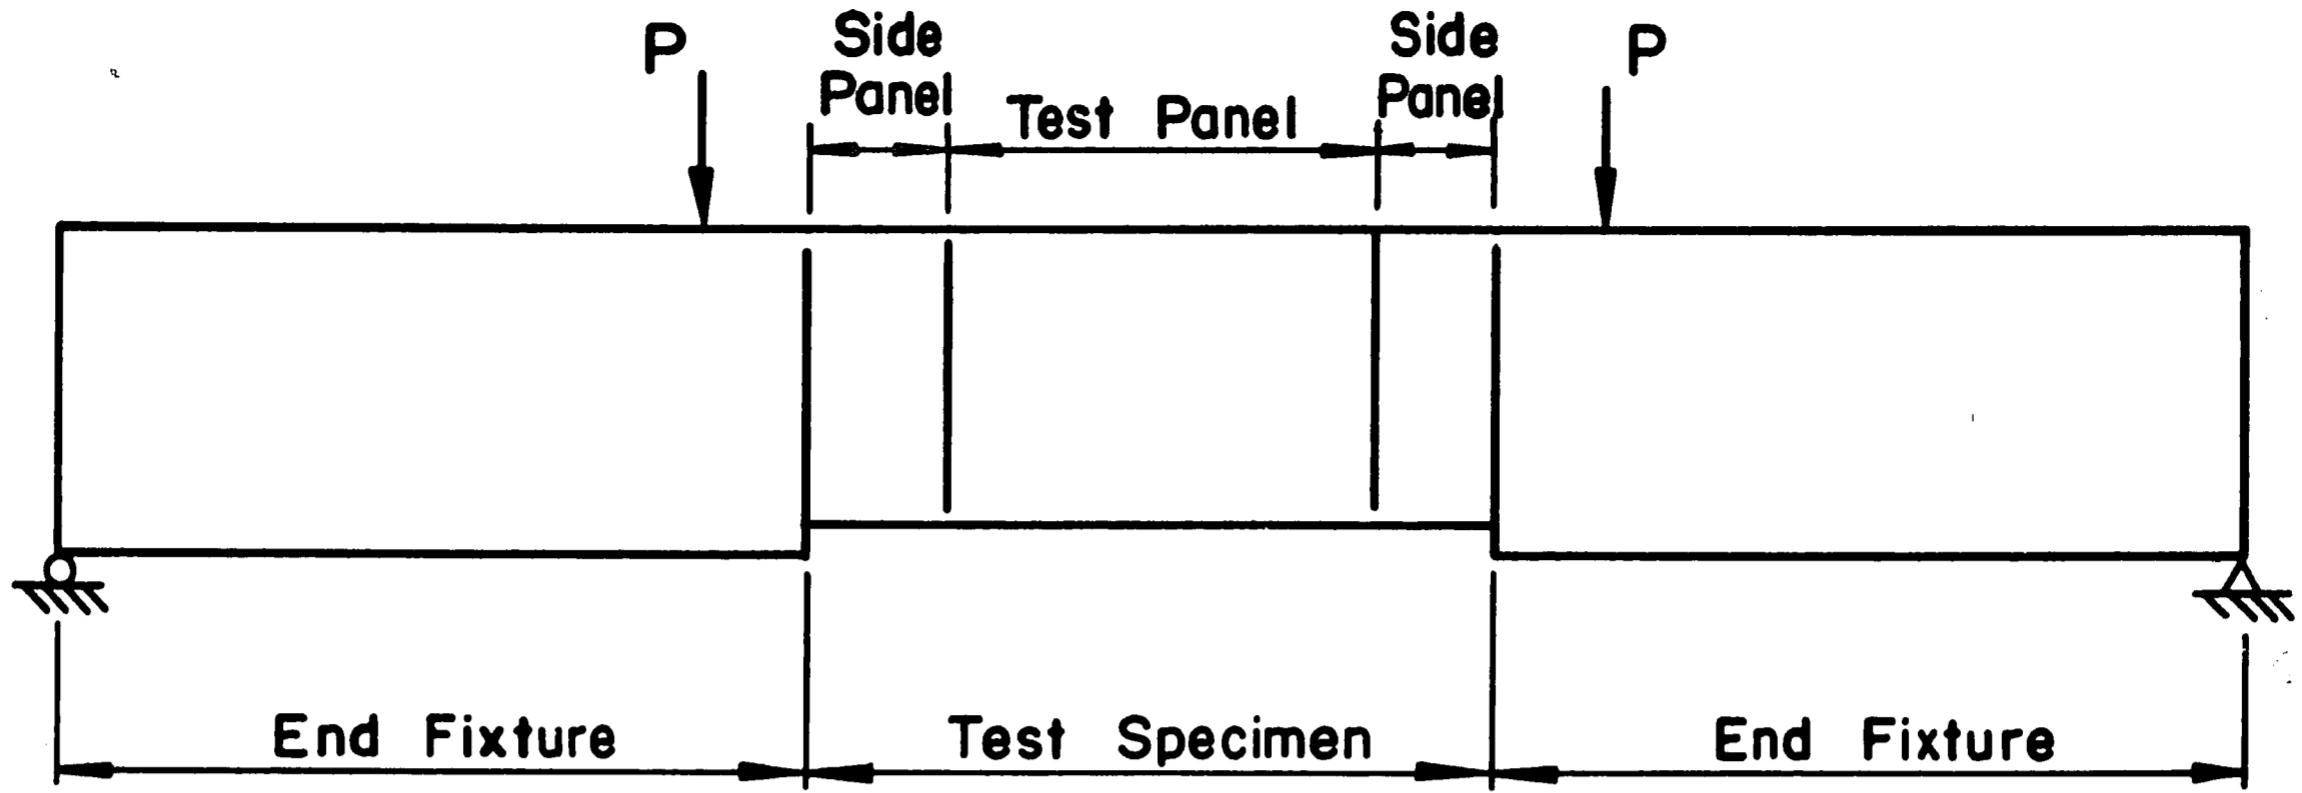 P
Side
Panel
Test Panel
Side
Panel
P
End Fixture
Test Specimen
End Fixture